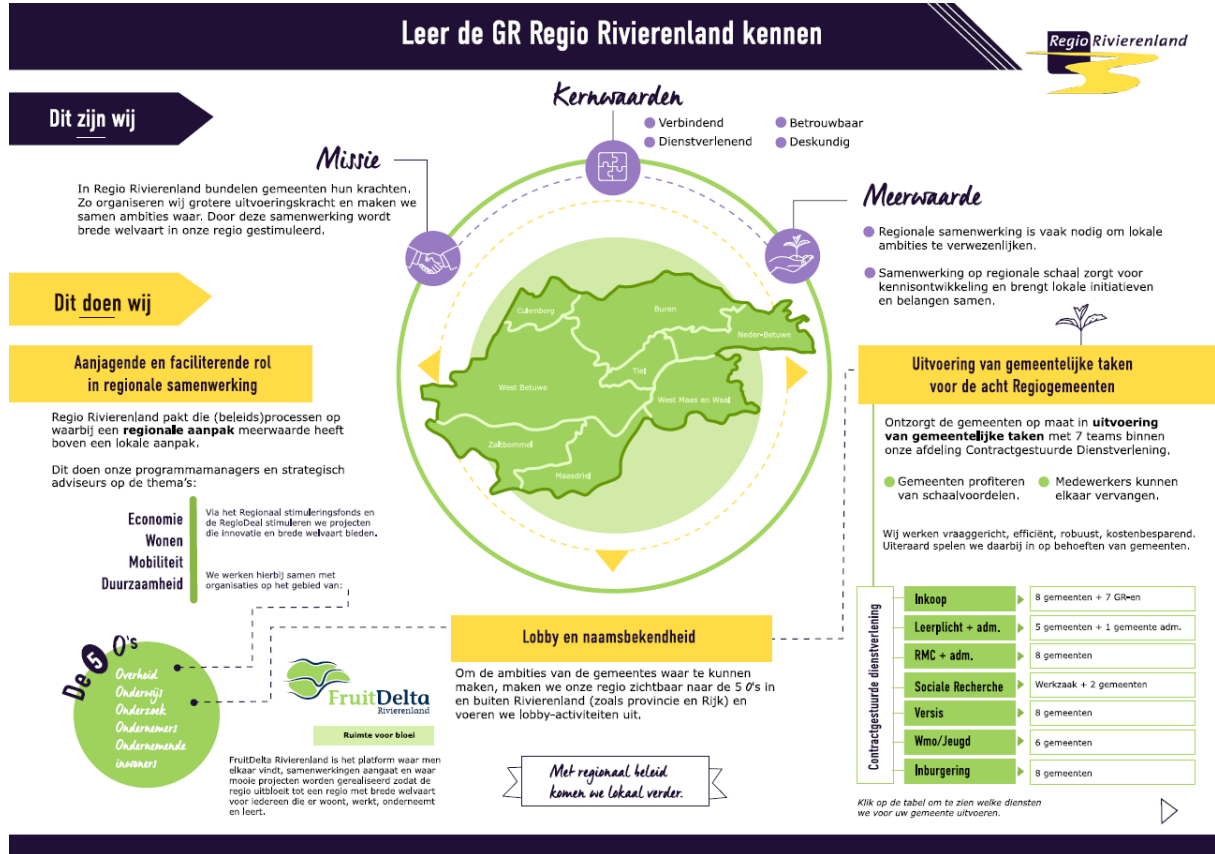 Leer de GR Regio Rivierenland kennen
Regio Rivierenland
Dit zijn wij
Kernwaarden
Verbindend
Betrouwbaar
Dienstverlenend
Deskundig
Missie
In Regio Rivierenland bundelen gemeenten hun krachten.
Zo organiseren wij grotere uitvoeringskracht en maken we
samen ambities waar. Door deze samenwerking wordt
brede welvaart in onze regio gestimuleerd.
Meerwaarde
Regionale samenwerking is vaak nodig om lokale
ambities te verwezenlijken.
Samenwerking op regionale schaal zorgt voor
kennisontwikkeling en brengt lokale initiatieven
en belangen samen.
Culemborg
Buren
Neder-Betuwe
Tiel
West Betuwe
West Maas en Waal
Zaltbommel
Maasdriel
Dit doen wij
Aanjagende en faciliterende rol
in regionale samenwerking
Regio Rivierenland pakt die (beleids)processen op
waarbij een regionale aanpak meerwaarde heeft
boven een lokale aanpak.
Dit doen onze programmamanagers en strategisch
adviseurs op de thema's:
Economie
Wonen
Mobiliteit
Duurzaamheid
Via het Regionaal stimuleringsfonds en
de RegioDeal stimuleren we projecten
die innovatie en brede welvaart bieden.
We werken hierbij samen met
organisaties op het gebied van:
De 5 O's
Overheid
Onderwijs
Onderzoek
Ondernemers
Ondernemende
inwoners
FruitDelta
Rivierenland
Ruimte voor bloei
FruitDelta Rivierenland is het platform waar men
elkaar vindt, samenwerkingen aangaat en waar
mooie projecten worden gerealiseerd zodat de
regio uitbloeit tot een regio met brede welvaart
voor iedereen die er woont, werkt, onderneemt
en leert.
Lobby en naamsbekendheid
Om de ambities van de gemeentes waar te kunnen
maken, maken we onze regio zichtbaar naar de 5 O's in
en buiten Rivierenland (zoals provincie en Rijk) en
voeren we lobby-activiteiten uit.
Met regionaal beleid
komen we lokaal verder.
Uitvoering van gemeentelijke taken
voor de acht Regiogemeenten
Ontzorgt de gemeenten op maat in uitvoering
van gemeentelijke taken met 7 teams binnen
onze afdeling Contractgestuurde Dienstverlening.
Gemeenten profiteren
van schaalvoordelen.
Medewerkers kunnen
elkaar vervangen.
Wij werken vraaggericht, efficiënt, robuust, kostenbesparend.
Uiteraard spelen we daarbij in op behoeften van gemeenten.
Contractgestuurde dienstverlening
Inkoop
8 gemeenten + 7 GR-en
Leerplicht + adm.
5 gemeenten + 1 gemeente adm.
RMC + adm.
8 gemeenten
Sociale Recherche
Werkzaak + 2 gemeenten
Versis
8 gemeenten
Wmo/Jeugd
6 gemeenten
Inburgering
8 gemeenten
Klik op de tabel om te zien welke diensten
we voor uw gemeente uitvoeren.